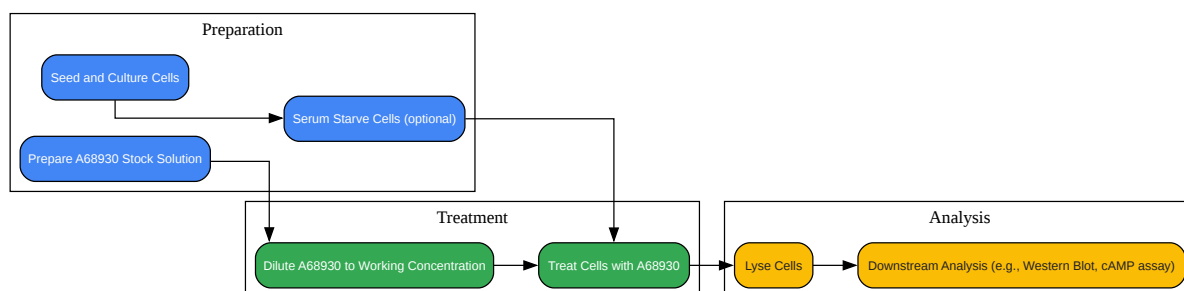 Preparation
Seed and Culture Cells
Serum Starve Cells (optional)
Prepare A68930 Stock Solution
Treatment
Analysis
Dilute A68930 to Working Concentration
Treat Cells with A68930
Lyse Cells
Downstream Analysis (e.g., Western Blot, cAMP assay)